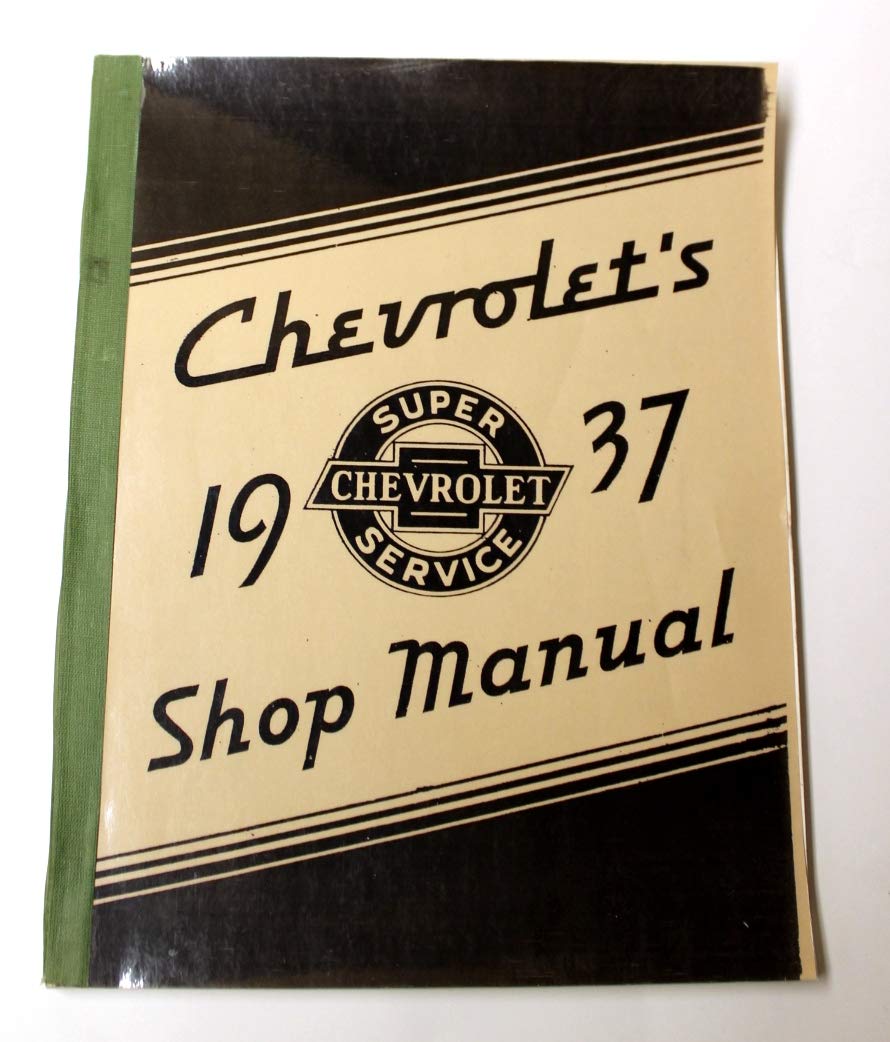 Chevrolet's
SUPER
19 CHEVROLET 37
SERVICE
Shop Manual